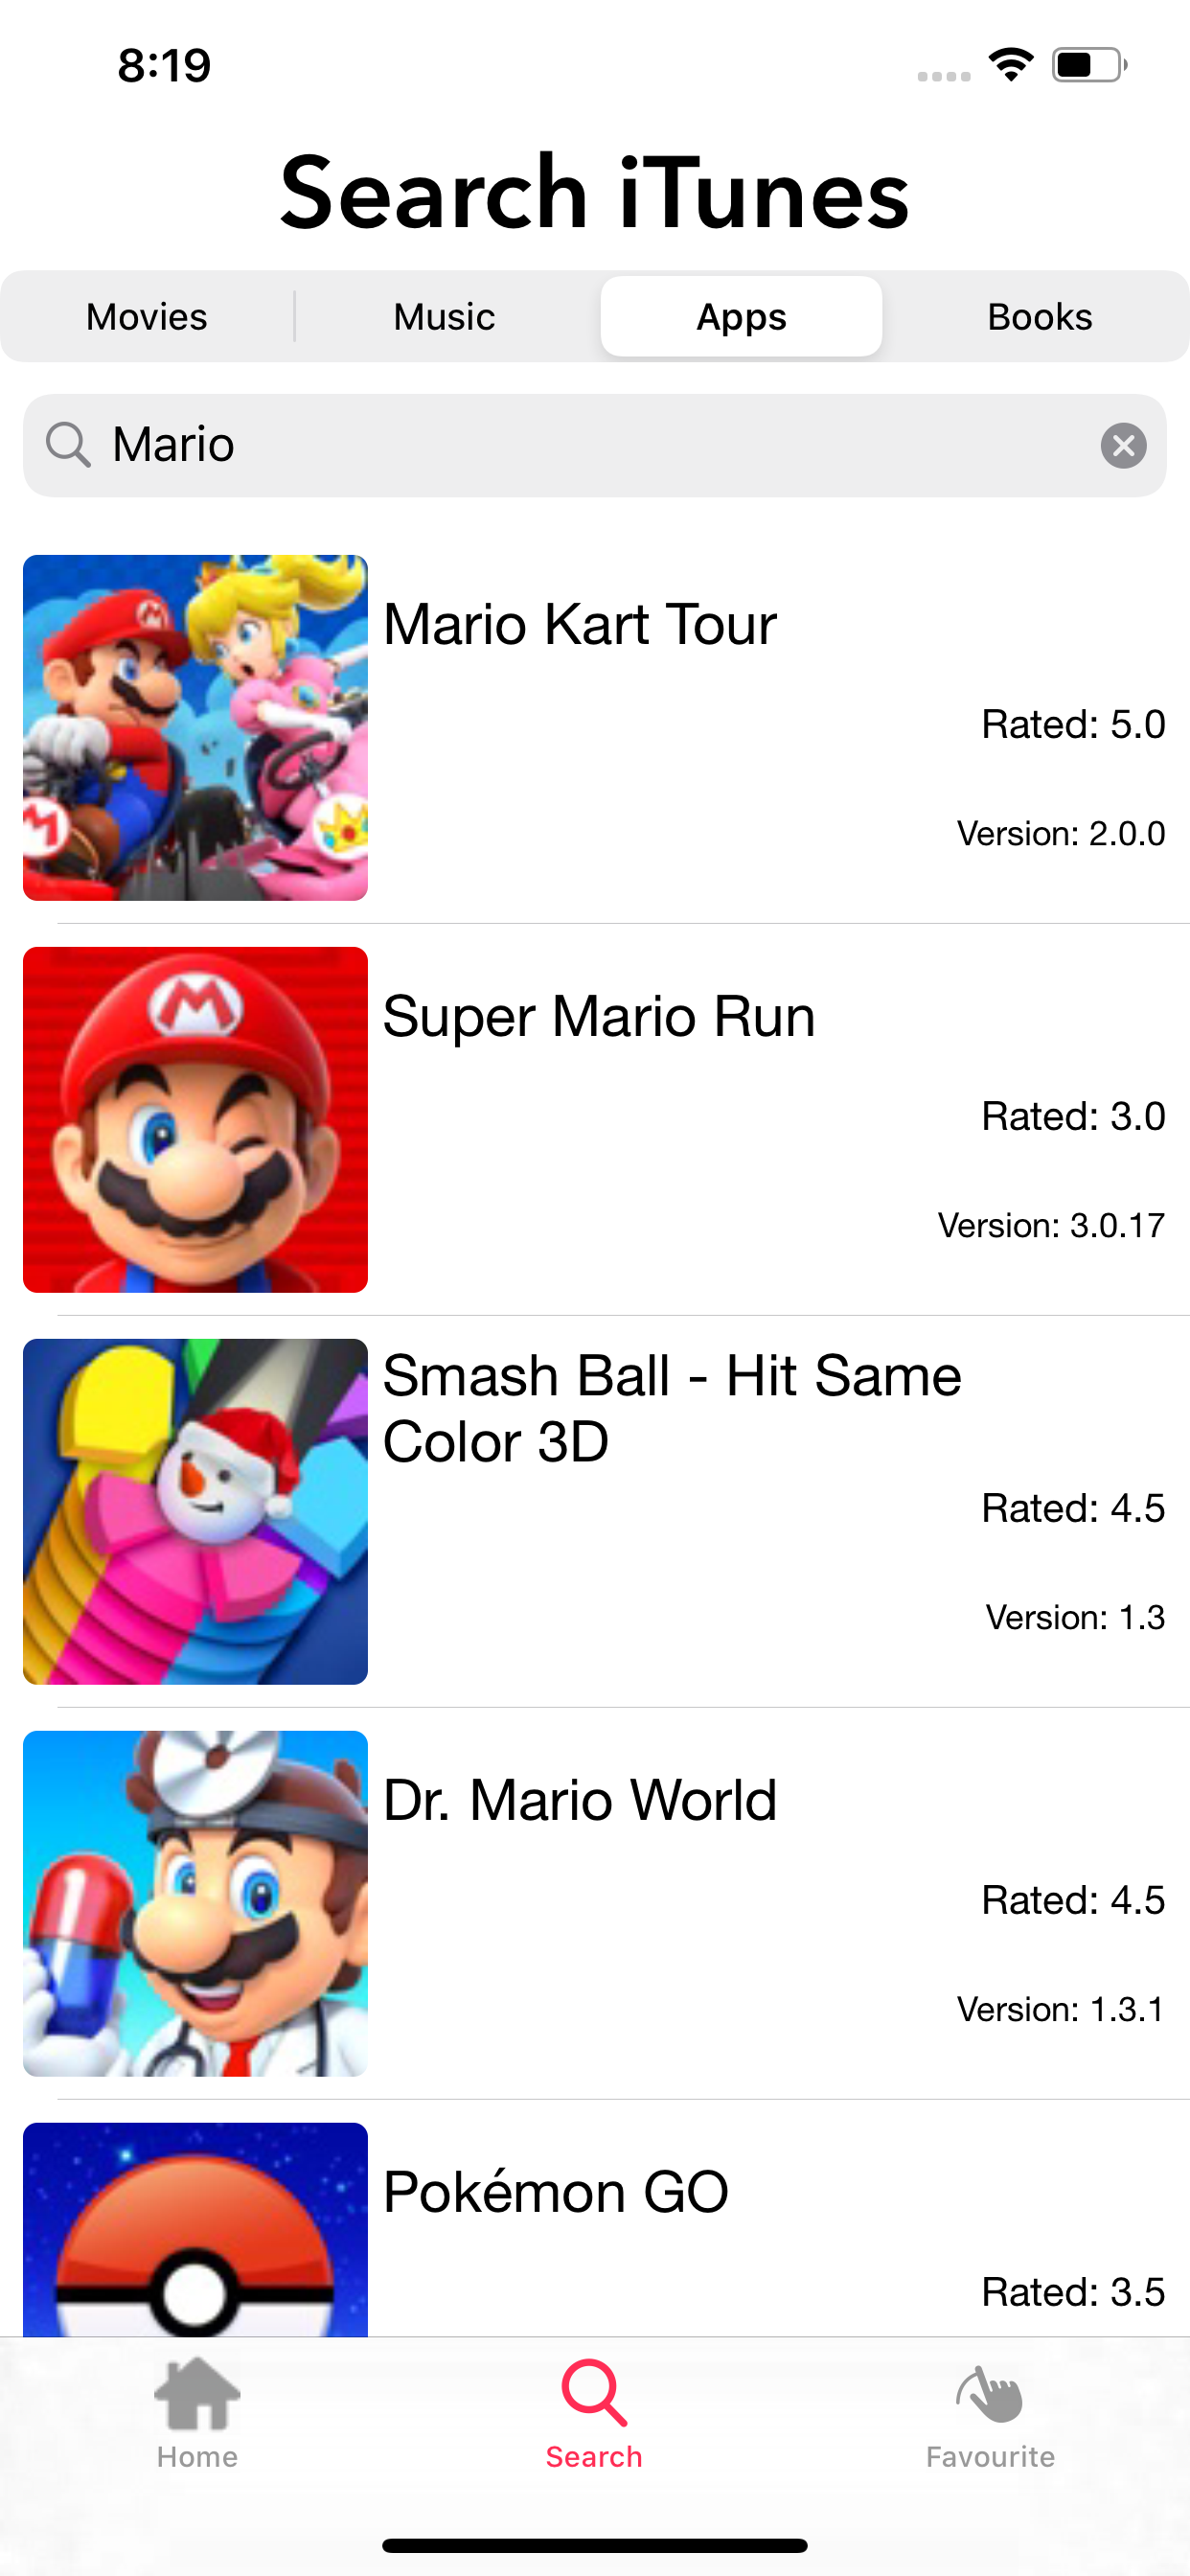 8:19
Search iTunes
Movies
Music
Apps
Books
Mario
Mario Kart Tour
Rated: 5.0
Version: 2.0.0
Super Mario Run
Rated: 3.0
Version: 3.0.17
Smash Ball - Hit Same
Color 3D
Rated: 4.5
Version: 1.3
Dr. Mario World
Rated: 4.5
Version: 1.3.1
Pokémon GO
Rated: 3.5
Home
Search
Favourite